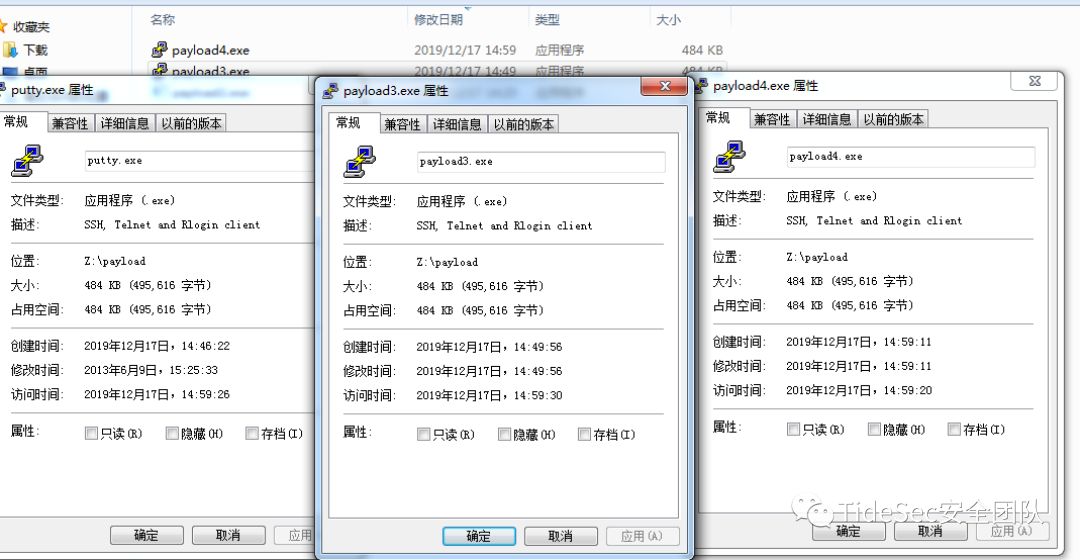 收藏夹
名称 修改日期 类型 大小
下载
payload4.exe 2019/12/17 14:59 应用程序 484 KB
桌面
payload3.exe 2019/12/17 14:49 应用程序 484 KB
putty.exe 属性
常规 兼容性 详细信息 以前的版本
putty.exe
文件类型: 应用程序 (.exe)
描述: SSH, Telnet and Rlogin client
位置: Z:\payload
大小: 484 KB (495,616 字节)
占用空间: 484 KB (495,616 字节)
创建时间: 2019年12月17日，14:46:22
修改时间: 2013年6月9日，15:25:33
访问时间: 2019年12月17日，14:59:26
属性: 只读(R) 隐藏(H) 存档(I)
确定 取消 应用
payload3.exe 属性
常规 兼容性 详细信息 以前的版本
payload3.exe
文件类型: 应用程序 (.exe)
描述: SSH, Telnet and Rlogin client
位置: Z:\payload
大小: 484 KB (495,616 字节)
占用空间: 484 KB (495,616 字节)
创建时间: 2019年12月17日，14:49:56
修改时间: 2019年12月17日，14:49:56
访问时间: 2019年12月17日，14:59:30
属性: 只读(R) 隐藏(H) 存档(I)
确定 取消 应用(A)
payload4.exe 属性
常规 兼容性 详细信息 以前的版本
payload4.exe
文件类型: 应用程序 (.exe)
描述: SSH, Telnet and Rlogin client
位置: Z:\payload
大小: 484 KB (495,616 字节)
占用空间: 484 KB (495,616 字节)
创建时间: 2019年12月17日，14:59:11
修改时间: 2019年12月17日，14:59:11
访问时间: 2019年12月17日，14:59:20
属性: 只读(R) 隐藏(H) 存档(I)
TideSec安全团队
确定 取消 应用(A)